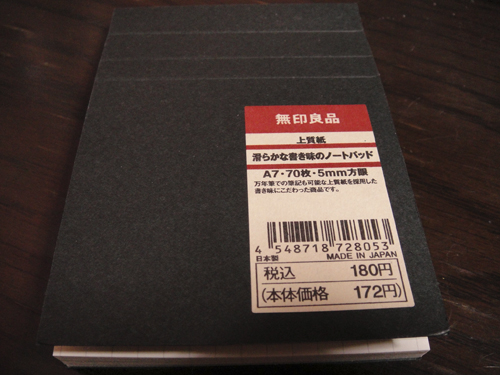 無印良品
上質紙
滑らかな書き味のノートパッド
A7・70枚・5mm方眼
万年筆での筆記も可能な上質紙を採用した
書き味にこだわった商品です。
4 548718 728053
日本製 MADE IN JAPAN
税込 180円
(本体価格 172円)